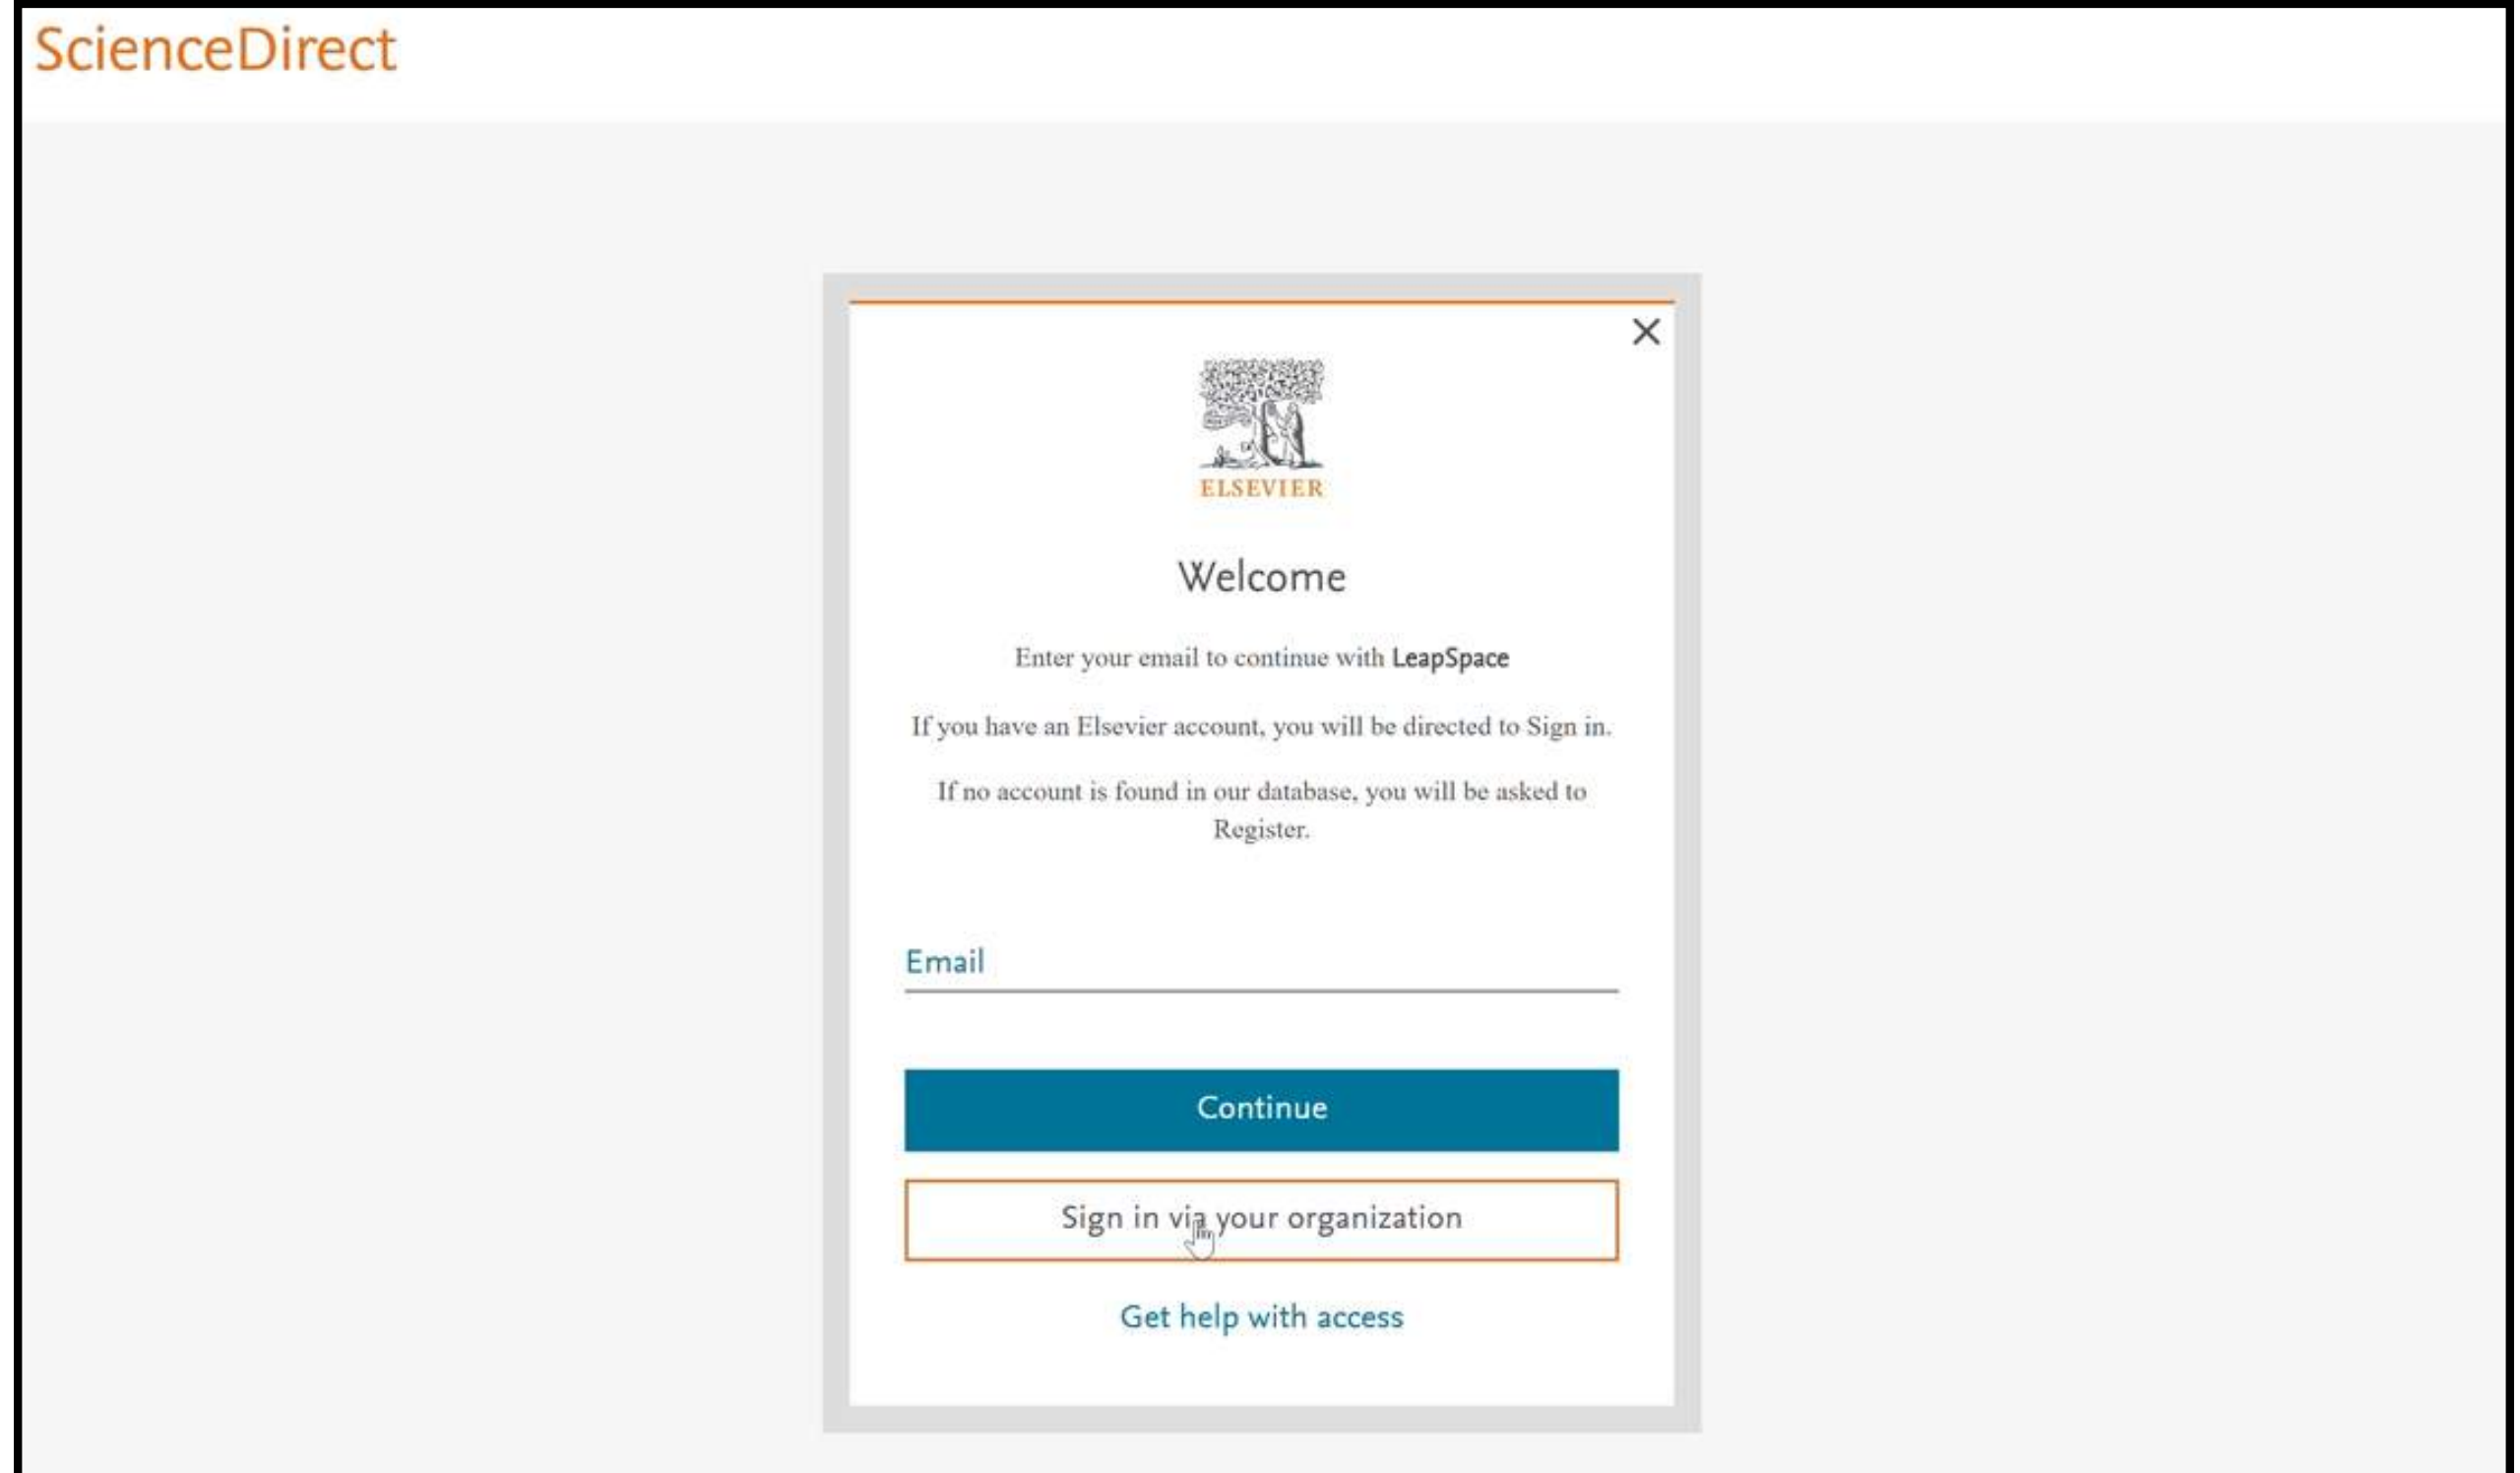 ScienceDirect
ELSEVIER
Welcome
Enter your email to continue with LeapSpace
If you have an Elsevier account, you will be directed to Sign in.
If no account is found in our database, you will be asked to
Register.
Email
Continue
Sign in via your organization
Get help with access